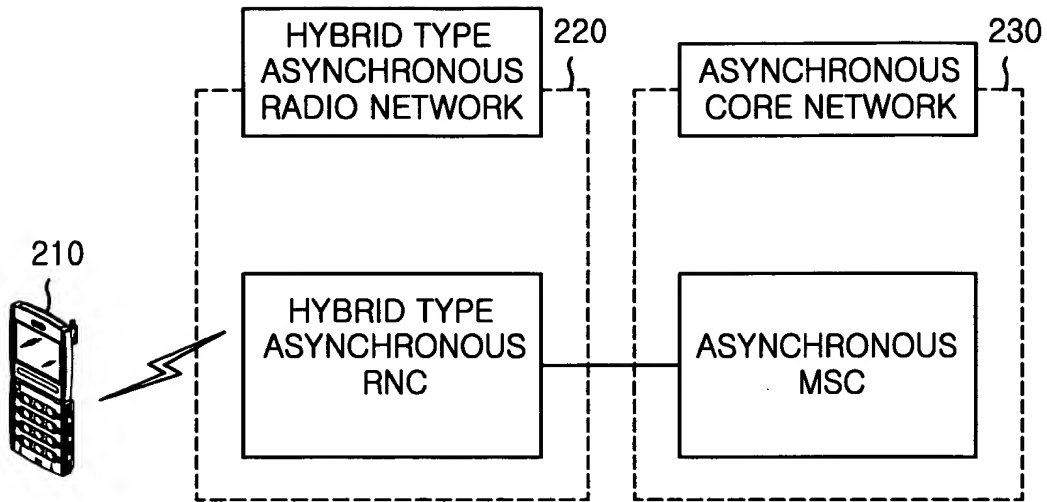 HYBRID TYPE
ASYNCHRONOUS
RADIO NETWORK
220
ASYNCHRONOUS
CORE NETWORK
230
210
HYBRID TYPE
ASYNCHRONOUS
RNC
ASYNCHRONOUS
MSC